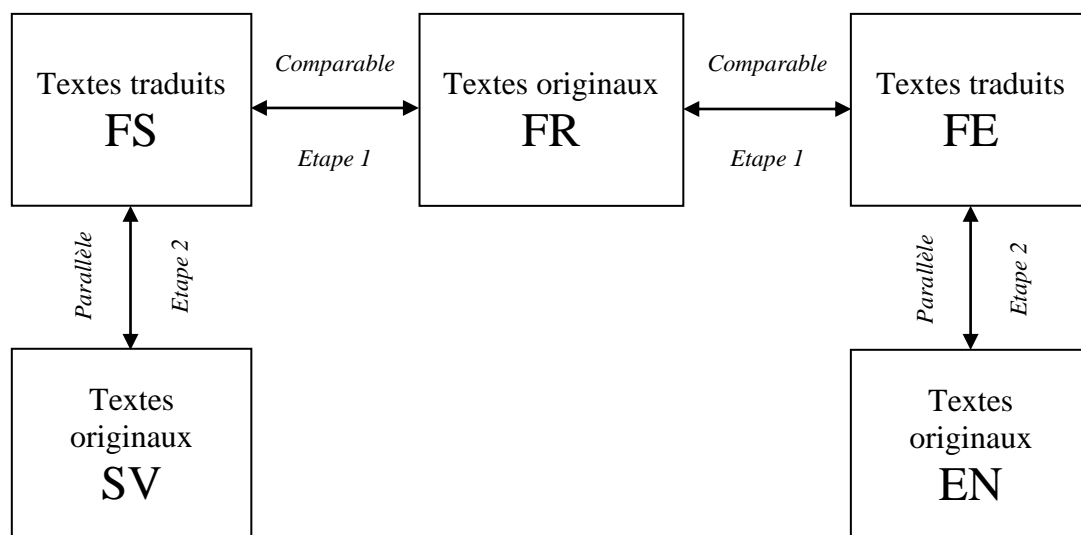 Textes traduits
FS
Comparable
Etape 1
Textes originaux
FR
Comparable
Etape 1
Textes traduits
FE
Parallèle
Etape 2
Parallèle
Etape 2
Textes
originaux
SV
Textes
originaux
EN